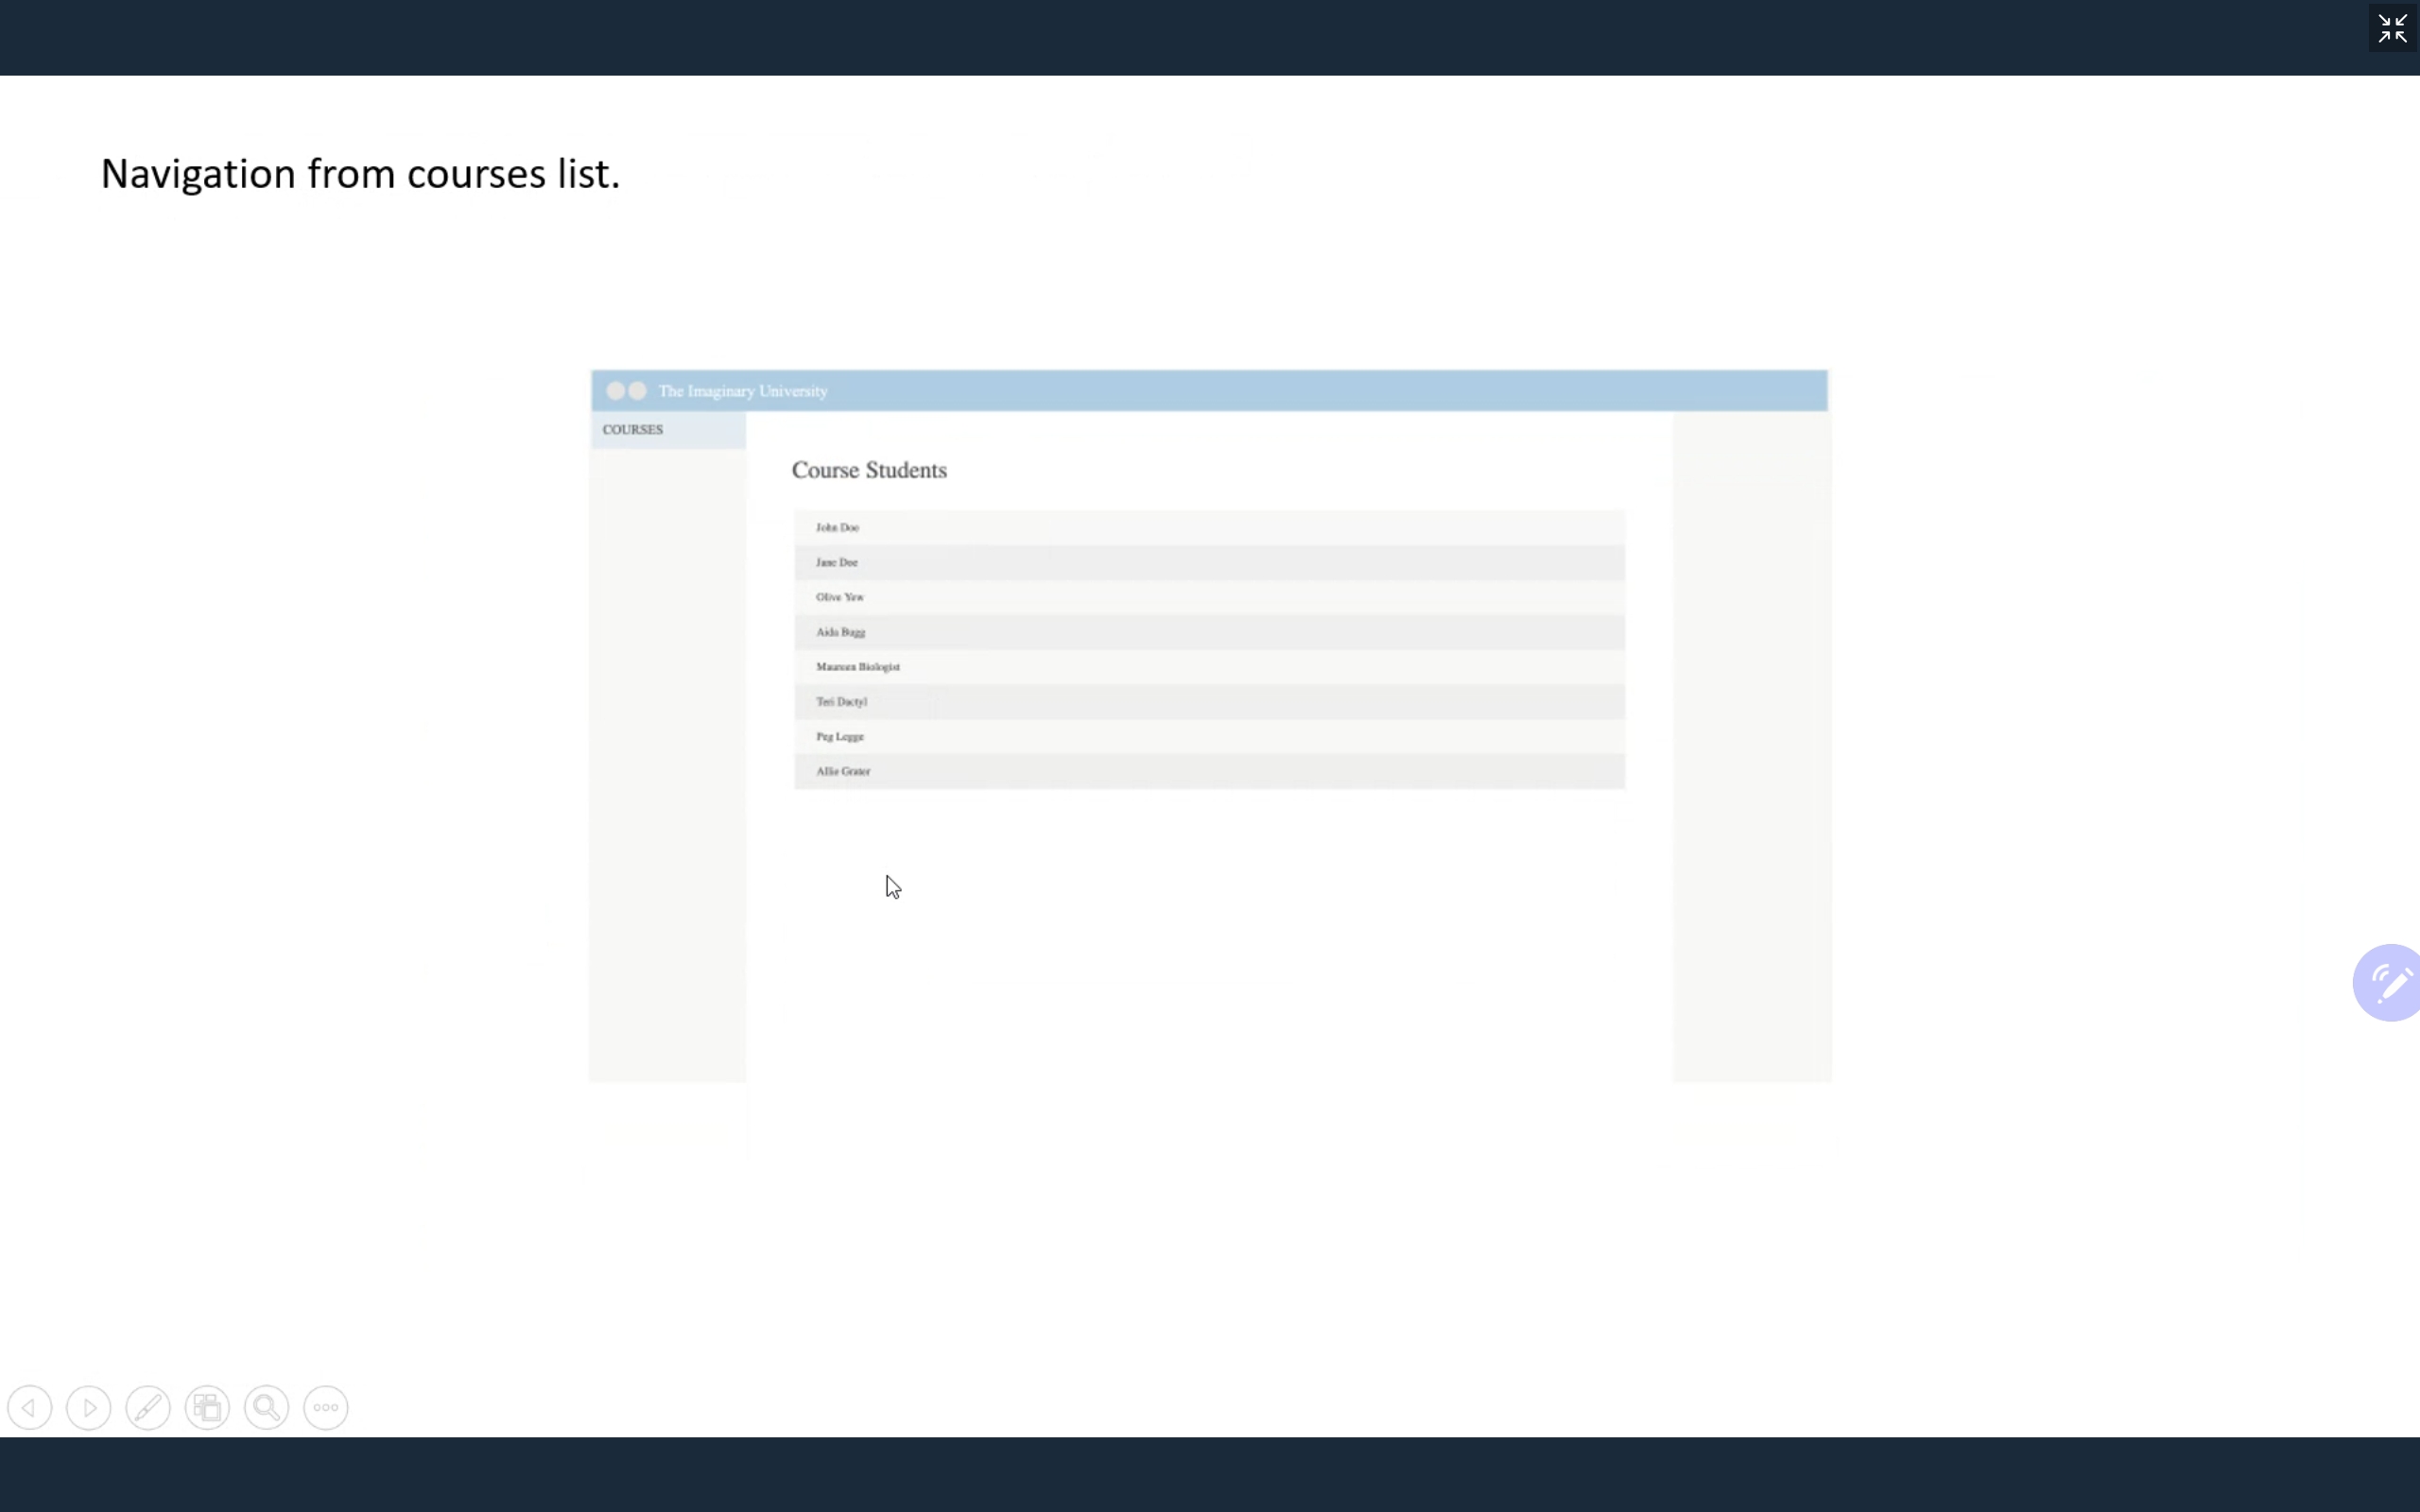 Navigation from courses list.
The Imaginary University
COURSES
Course Students
John Doe
Jane Doe
Olive Yew
Aida Bugg
Maureen Biologist
Teri Dactyl
Peg Legge
Allie Grater